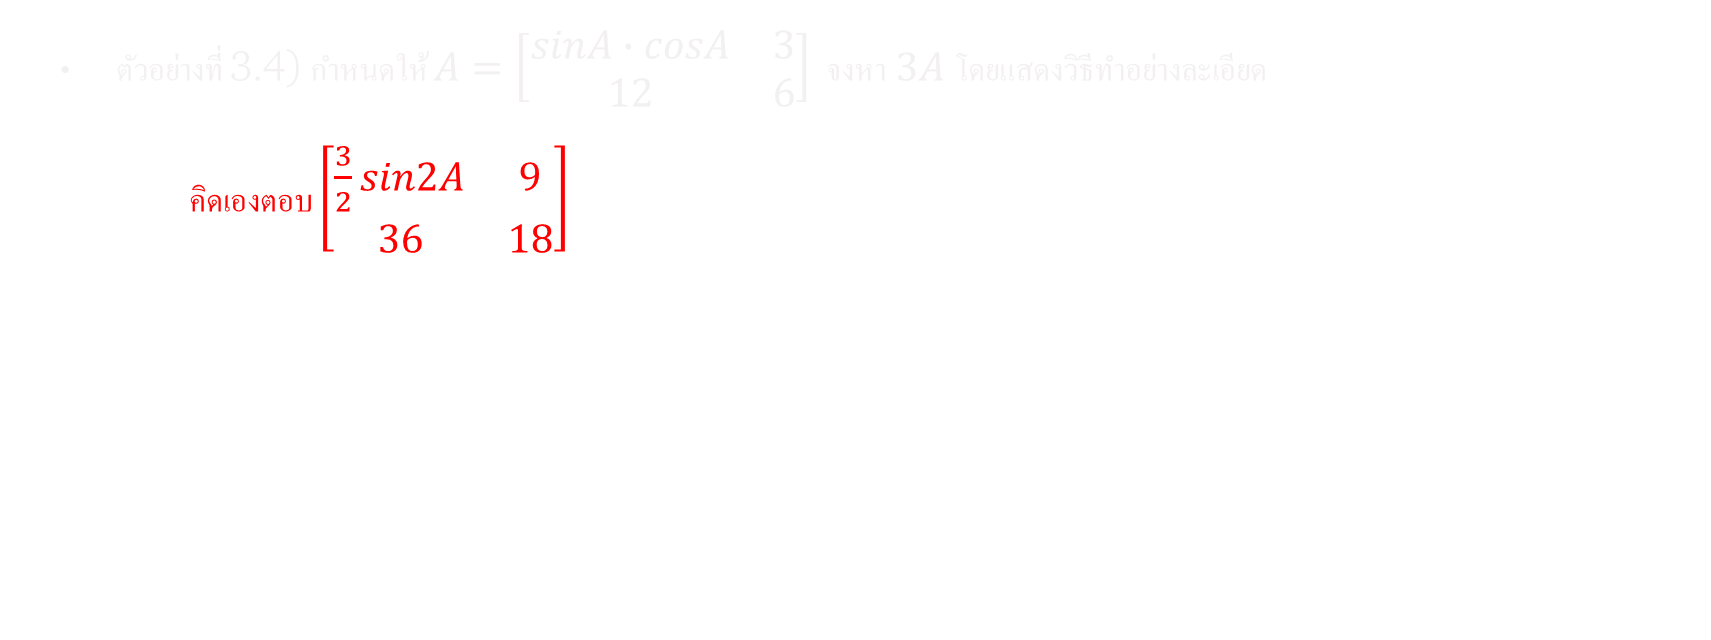 • ตัวอย่างที่ 3.4) กำหนดให้ A = [sinA · cosA 3 12 6] จงหา 3A โดยแสดงวิธีทำอย่างละเอียด
คิดเองตอบ [3/2 sin2A 9 36 18]